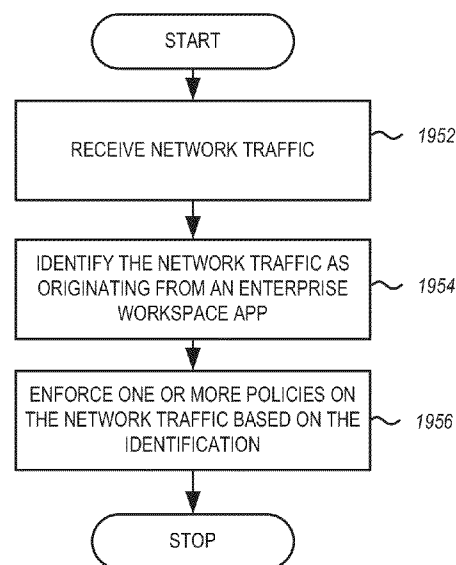 START
RECEIVE NETWORK TRAFFIC
1952
IDENTIFY THE NETWORK TRAFFIC AS
ORIGINATING FROM AN ENTERPRISE
WORKSPACE APP
1954
ENFORCE ONE OR MORE POLICIES ON
THE NETWORK TRAFFIC BASED ON THE
IDENTIFICATION
1956
STOP